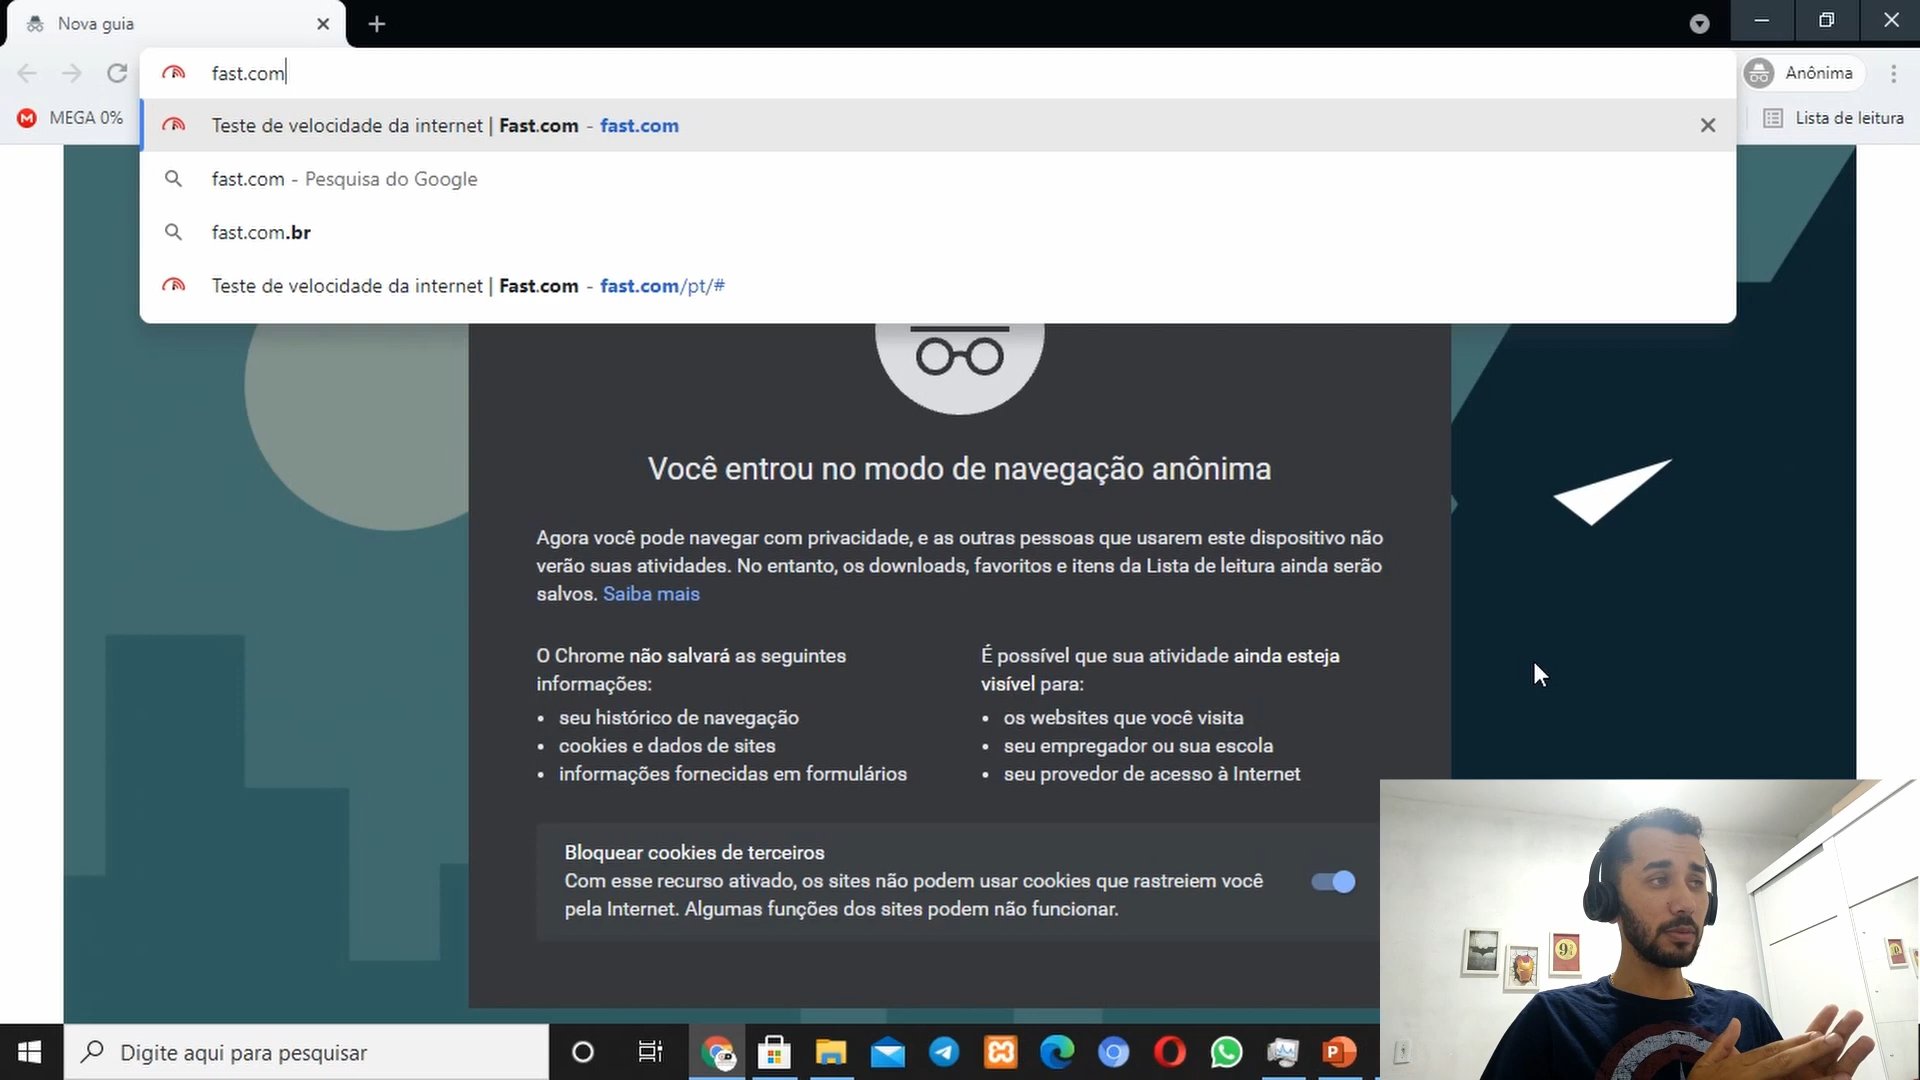 Nova guia
fast.com
Anônima
MEGA 0%
Lista de leitura
Teste de velocidade da internet | Fast.com - fast.com
fast.com - Pesquisa do Google
fast.com.br
Teste de velocidade da internet | Fast.com - fast.com/pt/#
Você entrou no modo de navegação anônima
Agora você pode navegar com privacidade, e as outras pessoas que usarem este dispositivo não
verão suas atividades. No entanto, os downloads, favoritos e itens da Lista de leitura ainda serão
salvos. Saiba mais
O Chrome não salvará as seguintes
informações:
• seu histórico de navegação
• cookies e dados de sites
• informações fornecidas em formulários
É possível que sua atividade ainda esteja
visível para:
• os websites que você visita
• seu empregador ou sua escola
• seu provedor de acesso à Internet
Bloquear cookies de terceiros
Com esse recurso ativado, os sites não podem usar cookies que rastreiem você
pela Internet. Algumas funções dos sites podem não funcionar.
Digite aqui para pesquisar